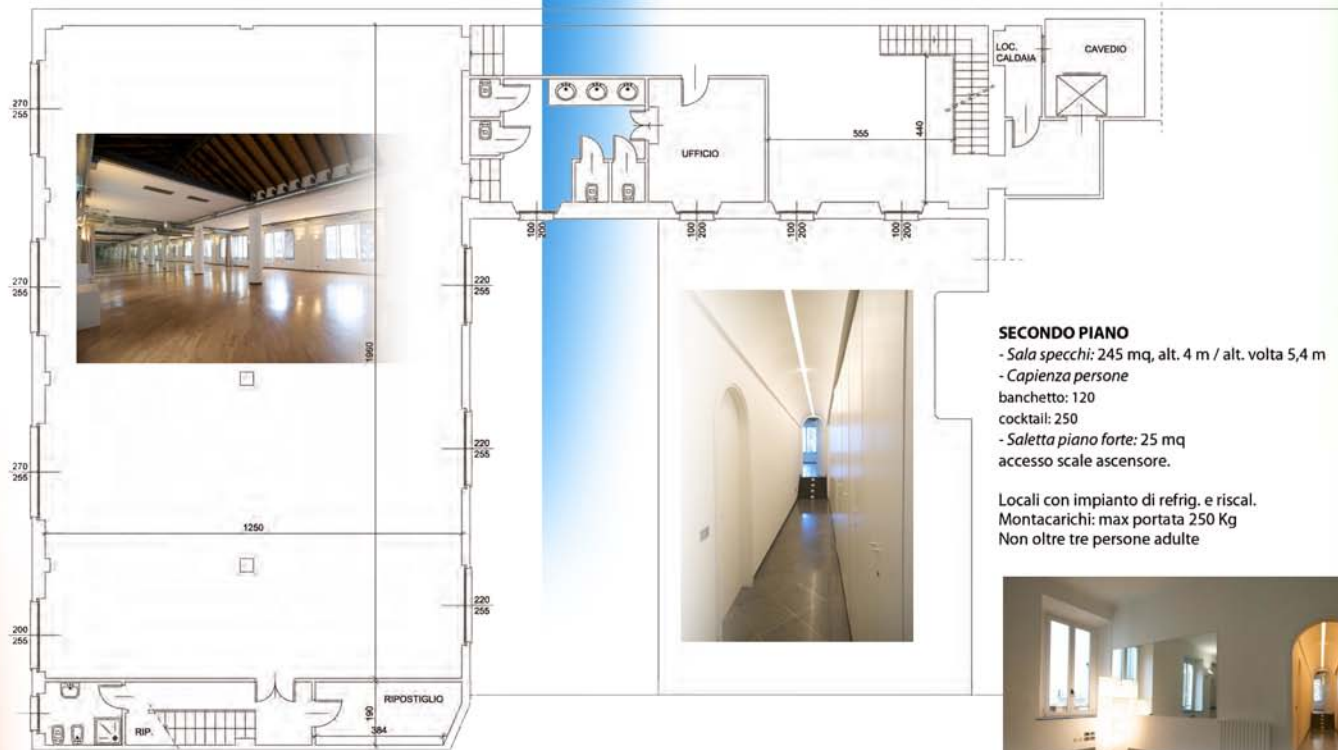 LOC.
CALDAIA
CAVEDIO
270
255
555
440
UFFICIO
100
200
100
200
100
200
100
200
270
255
220
255
1960
SECONDO PIANO
- Sala specchi: 245 mq, alt. 4 m / alt. volta 5,4 m
- Capienza persone
banchetto: 120
cocktail: 250
- Saletta piano forte: 25 mq
accesso scale ascensore.
Locali con impianto di refrig. e riscal.
Montacarichi: max portata 250 Kg
Non oltre tre persone adulte
270
255
220
255
1250
200
255
220
255
RIPOSTIGLIO
190
384
RIP.